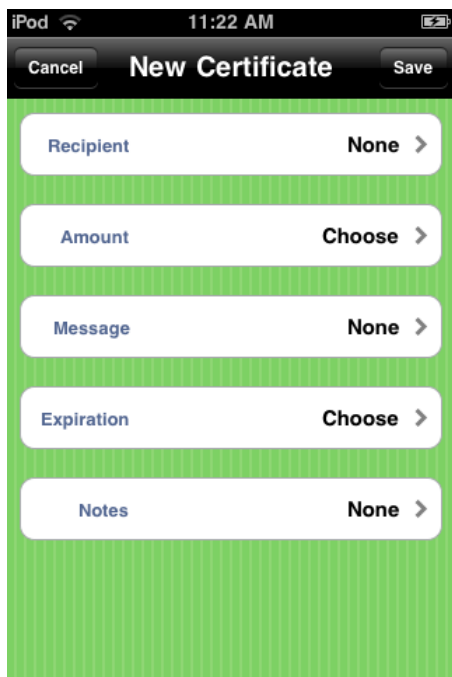 iPod 11:22 AM
Cancel New Certificate Save
Recipient None
Amount Choose
Message None
Expiration Choose
Notes None